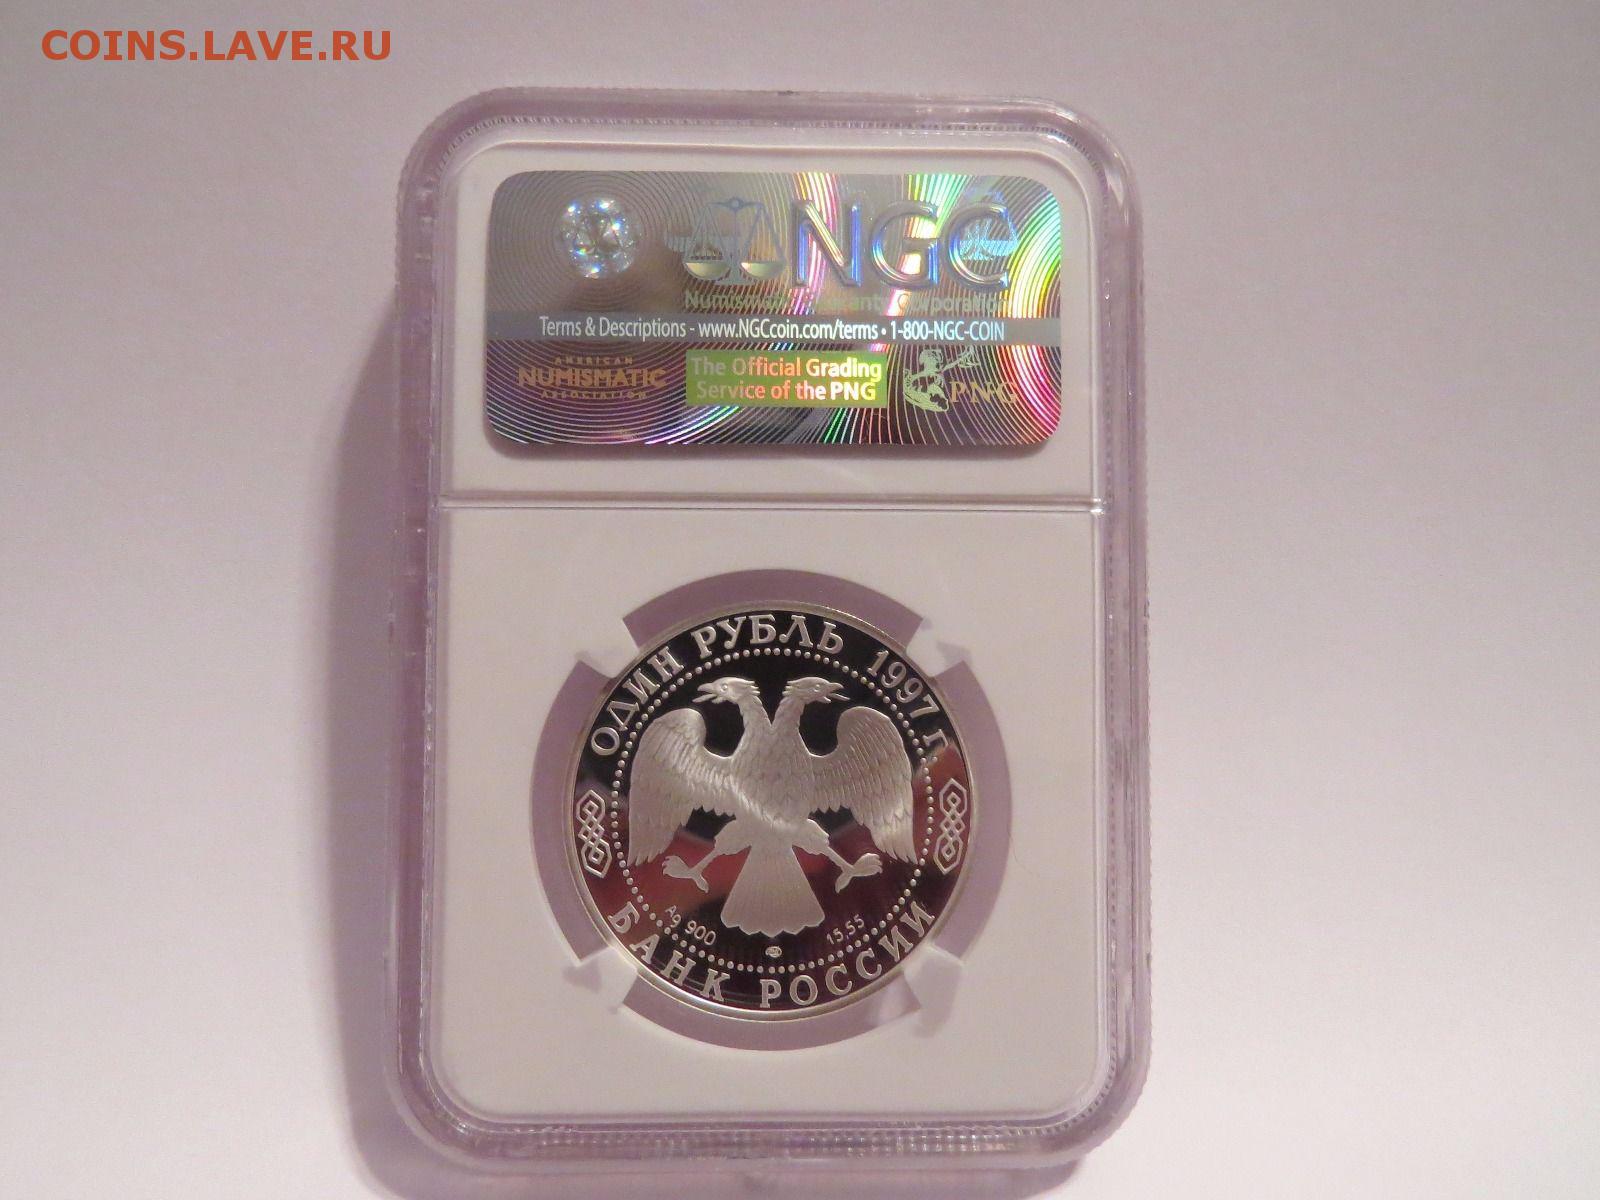 COINS.LAVE.RU
NGC
Numismatic Guaranty Corporation
Terms & Descriptions - www.NGCcoin.com/terms • 1-800-NGC-COIN
AMERICAN
NUMISMATIC
ASSOCIATION
The Official Grading
Service of the PNG
PNG
ОДИН РУБЛЬ 1997 г.
Ag 900
15,55
БАНК РОССИИ